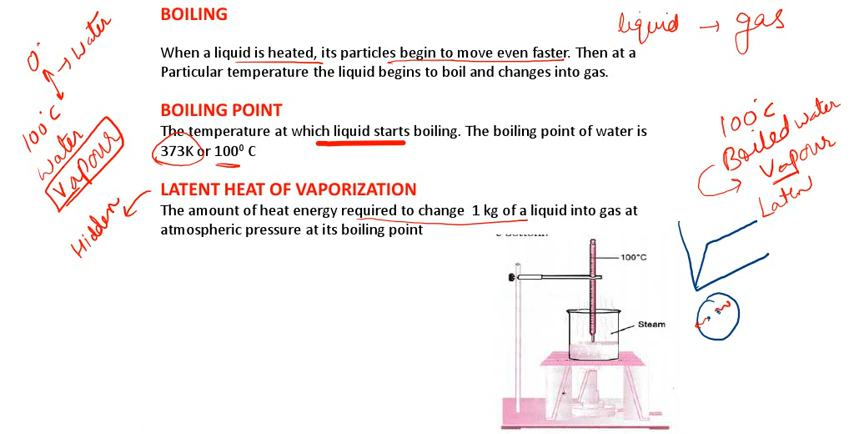 BOILING
liquid → gas
When a liquid is heated, its particles begin to move even faster. Then at a
Particular temperature the liquid begins to boil and changes into gas.
0°
→ Water
100°C
Water
Vapour
BOILING POINT
The temperature at which liquid starts boiling. The boiling point of water is
373K or 100⁰ C
100°C
Boiled water
Vapour
Laten
LATENT HEAT OF VAPORIZATION
Hidden
The amount of heat energy required to change 1 kg of a liquid into gas at
atmospheric pressure at its boiling point
100°C
Steam